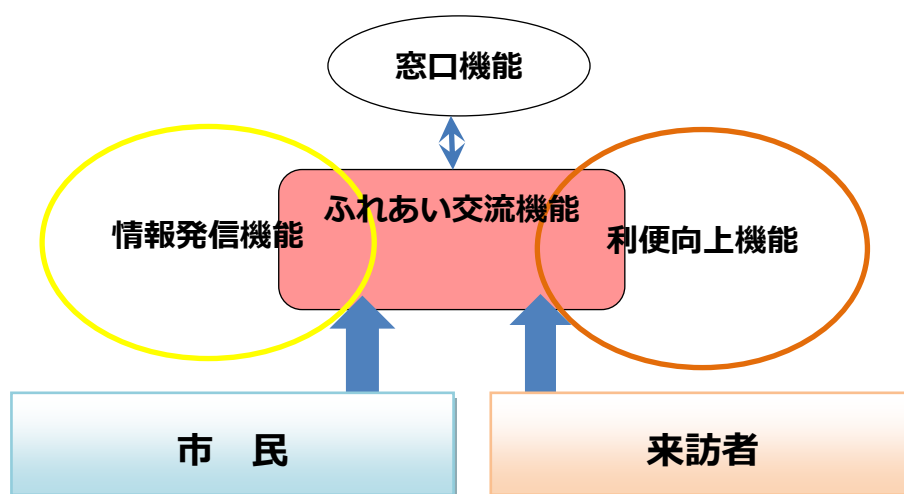 窓口機能
ふれあい交流機能
情報発信機能
利便向上機能
市　民
来訪者